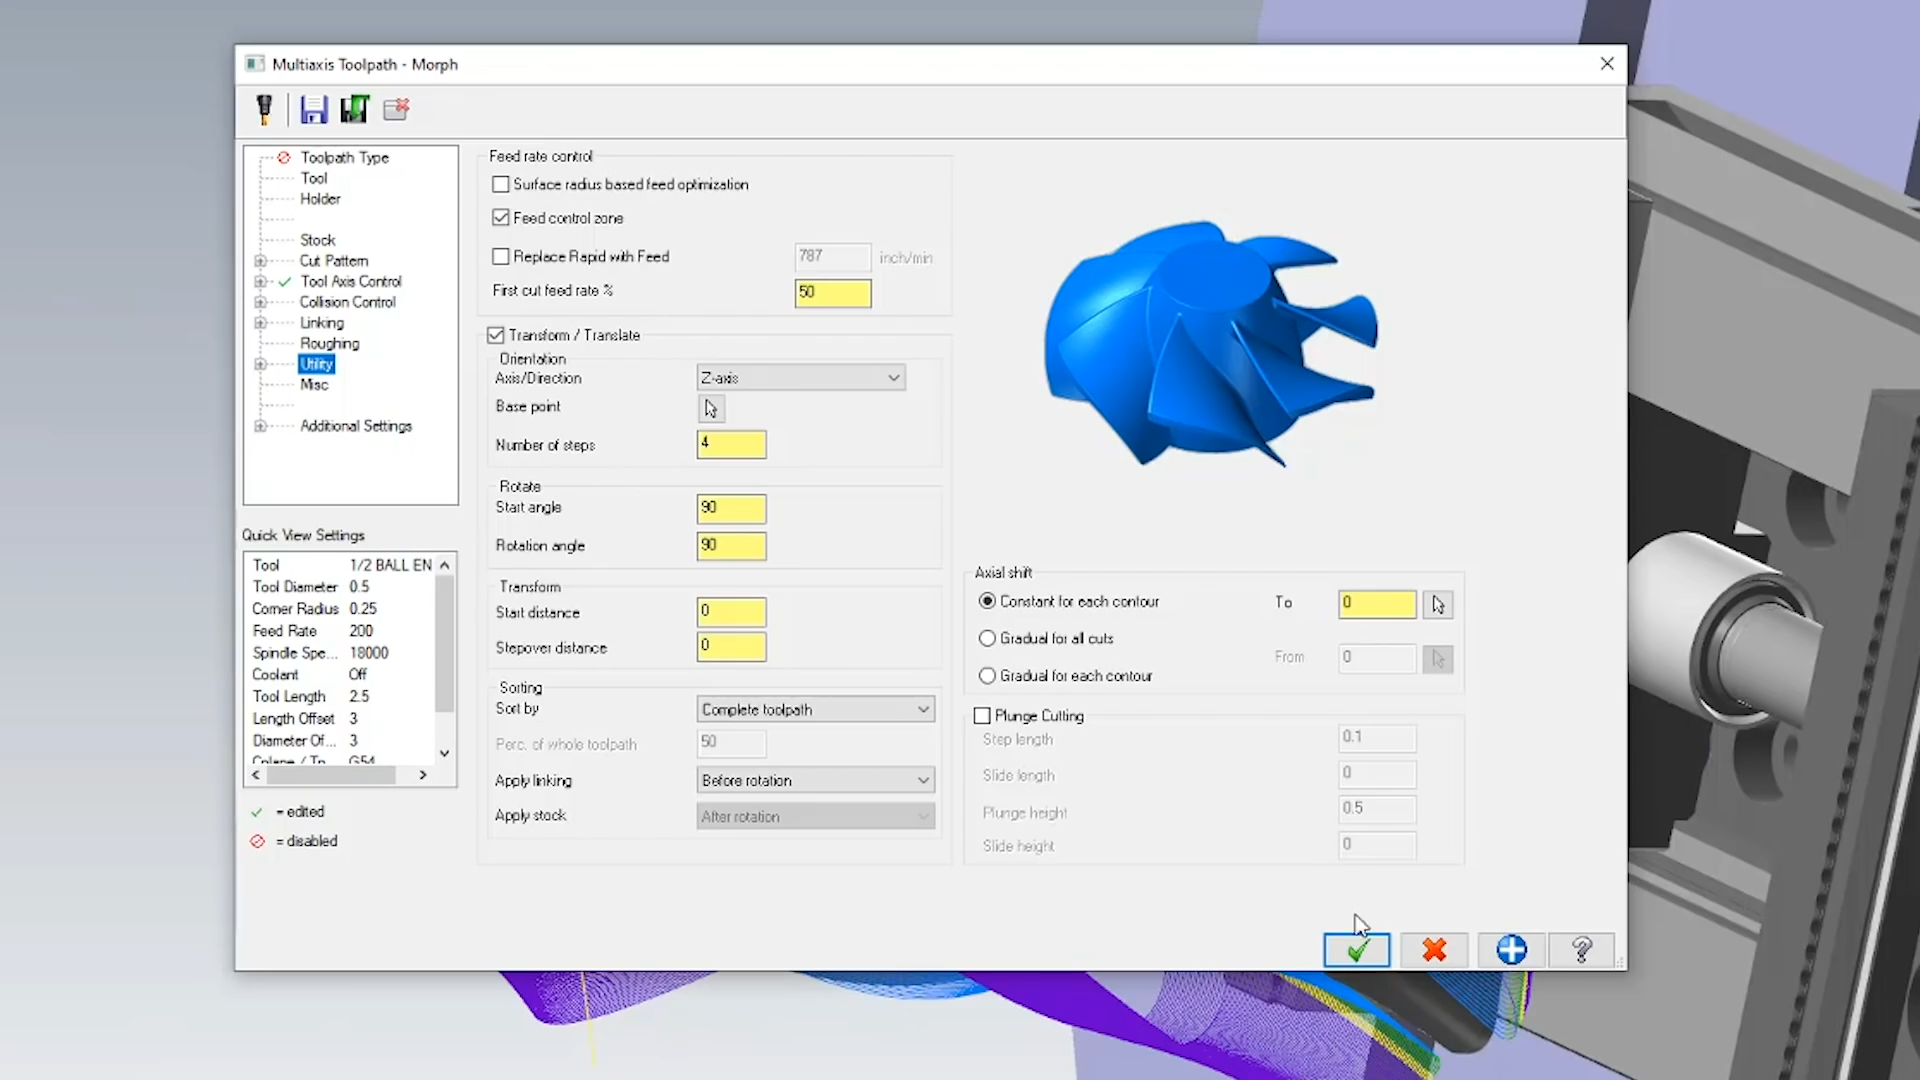 Multiaxis Toolpath - Morph
Toolpath Type
Tool
Holder
Stock
Cut Pattern
Tool Axis Control
Collision Control
Linking
Roughing
Utility
Misc
Additional Settings
Quick View Settings
Tool 1/2 BALL EN
Tool Diameter 0.5
Corner Radius 0.25
Feed Rate 200
Spindle Spe... 18000
Coolant Off
Tool Length 2.5
Length Offset 3
Diameter Of... 3
Cplane / Tp G54
= edited
= disabled
Feed rate control
Surface radius based feed optimization
Feed control zone
Replace Rapid with Feed 787 inch/min
First cut feed rate % 50
Transform / Translate
Orientation
Axis/Direction Z-axis
Base point
Number of steps 4
Rotate
Start angle 90
Rotation angle 90
Transform
Start distance 0
Stepover distance 0
Sorting
Sort by Complete toolpath
Perc. of whole toolpath 50
Apply linking Before rotation
Apply stock After rotation
Axial shift
Constant for each contour To 0
Gradual for all cuts
From 0
Gradual for each contour
Plunge Cutting
Step length 0.1
Slide length 0
Plunge height 0.5
Slide height 0